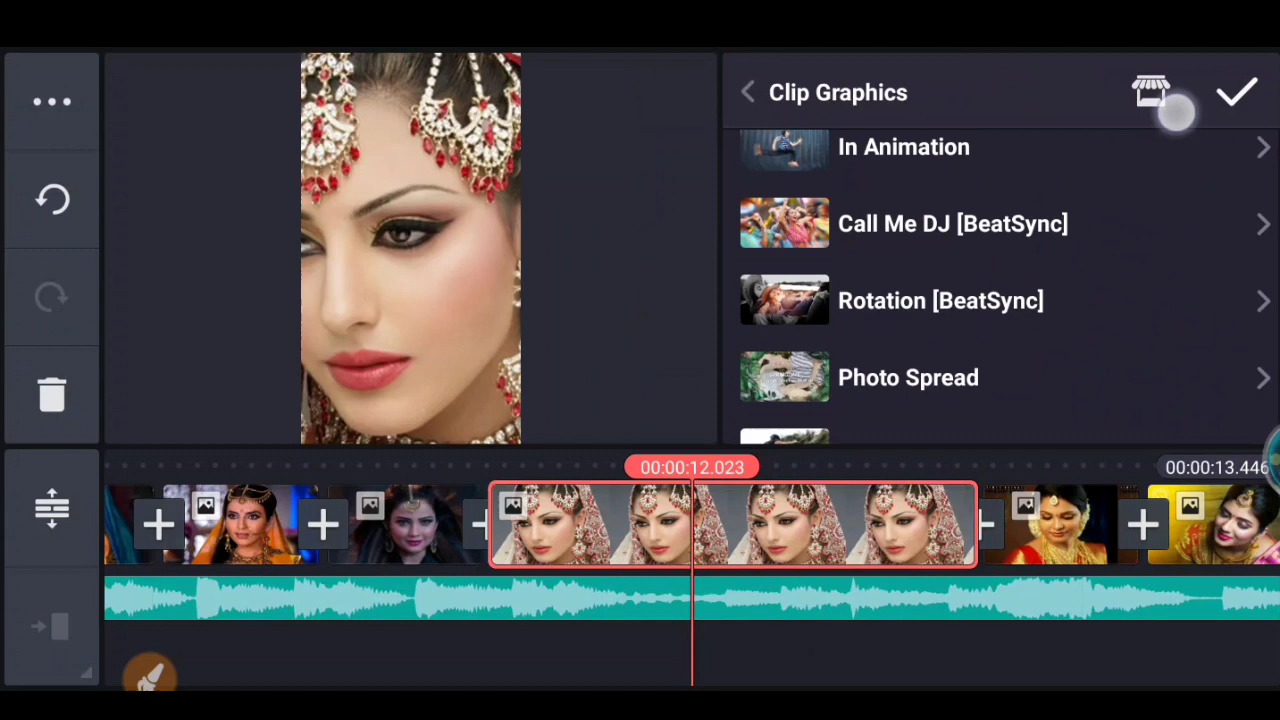 Clip Graphics
In Animation
Call Me DJ [BeatSync]
Rotation [BeatSync]
Photo Spread
00:00:12.023
00:00:13.446